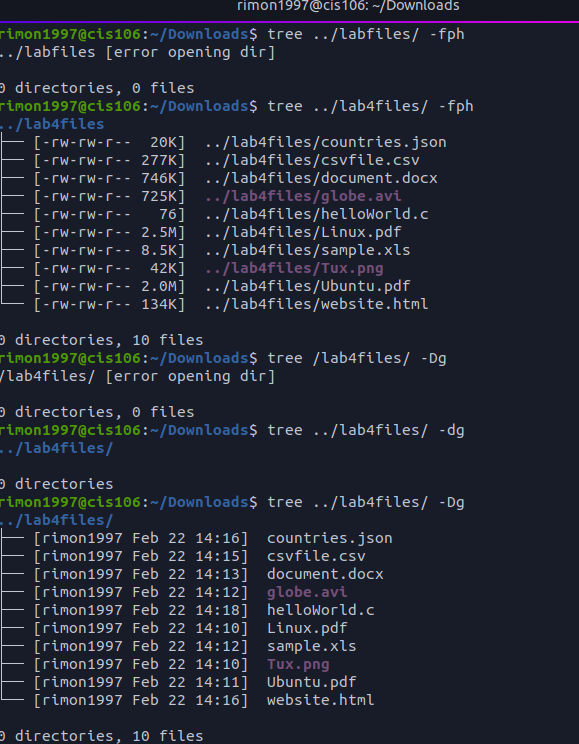 rimon1997@cis106: ~/Downloads
rimon1997@cis106:~/Downloads$ tree ../labfiles/ -fph
../labfiles [error opening dir]
0 directories, 0 files
rimon1997@cis106:~/Downloads$ tree ../lab4files/ -fph
../lab4files
├── [-rw-rw-r--  20K]  ../lab4files/countries.json
├── [-rw-rw-r-- 277K]  ../lab4files/csvfile.csv
├── [-rw-rw-r-- 746K]  ../lab4files/document.docx
├── [-rw-rw-r-- 725K]  ../lab4files/globe.avi
├── [-rw-rw-r--   76]  ../lab4files/helloWorld.c
├── [-rw-rw-r-- 2.5M]  ../lab4files/Linux.pdf
├── [-rw-rw-r-- 8.5K]  ../lab4files/sample.xls
├── [-rw-rw-r--  42K]  ../lab4files/Tux.png
├── [-rw-rw-r-- 2.0M]  ../lab4files/Ubuntu.pdf
└── [-rw-rw-r-- 134K]  ../lab4files/website.html
0 directories, 10 files
rimon1997@cis106:~/Downloads$ tree /lab4files/ -Dg
/lab4files/ [error opening dir]
0 directories, 0 files
rimon1997@cis106:~/Downloads$ tree ../lab4files/ -dg
../lab4files/
0 directories
rimon1997@cis106:~/Downloads$ tree ../lab4files/ -Dg
../lab4files/
├── [rimon1997 Feb 22 14:16]  countries.json
├── [rimon1997 Feb 22 14:15]  csvfile.csv
├── [rimon1997 Feb 22 14:13]  document.docx
├── [rimon1997 Feb 22 14:12]  globe.avi
├── [rimon1997 Feb 22 14:18]  helloWorld.c
├── [rimon1997 Feb 22 14:10]  Linux.pdf
├── [rimon1997 Feb 22 14:12]  sample.xls
├── [rimon1997 Feb 22 14:10]  Tux.png
├── [rimon1997 Feb 22 14:11]  Ubuntu.pdf
└── [rimon1997 Feb 22 14:16]  website.html
0 directories, 10 files